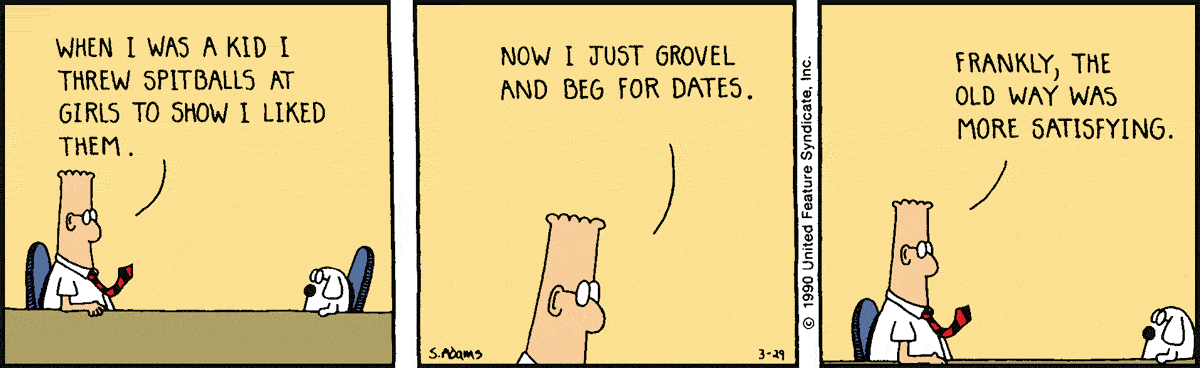 WHEN I WAS A KID I
THREW SPITBALLS AT
GIRLS TO SHOW I LIKED
THEM.
NOW I JUST GROVEL
AND BEG FOR DATES.
S.Adams
3-29
© 1990 United Feature Syndicate, Inc.
FRANKLY, THE
OLD WAY WAS
MORE SATISFYING.